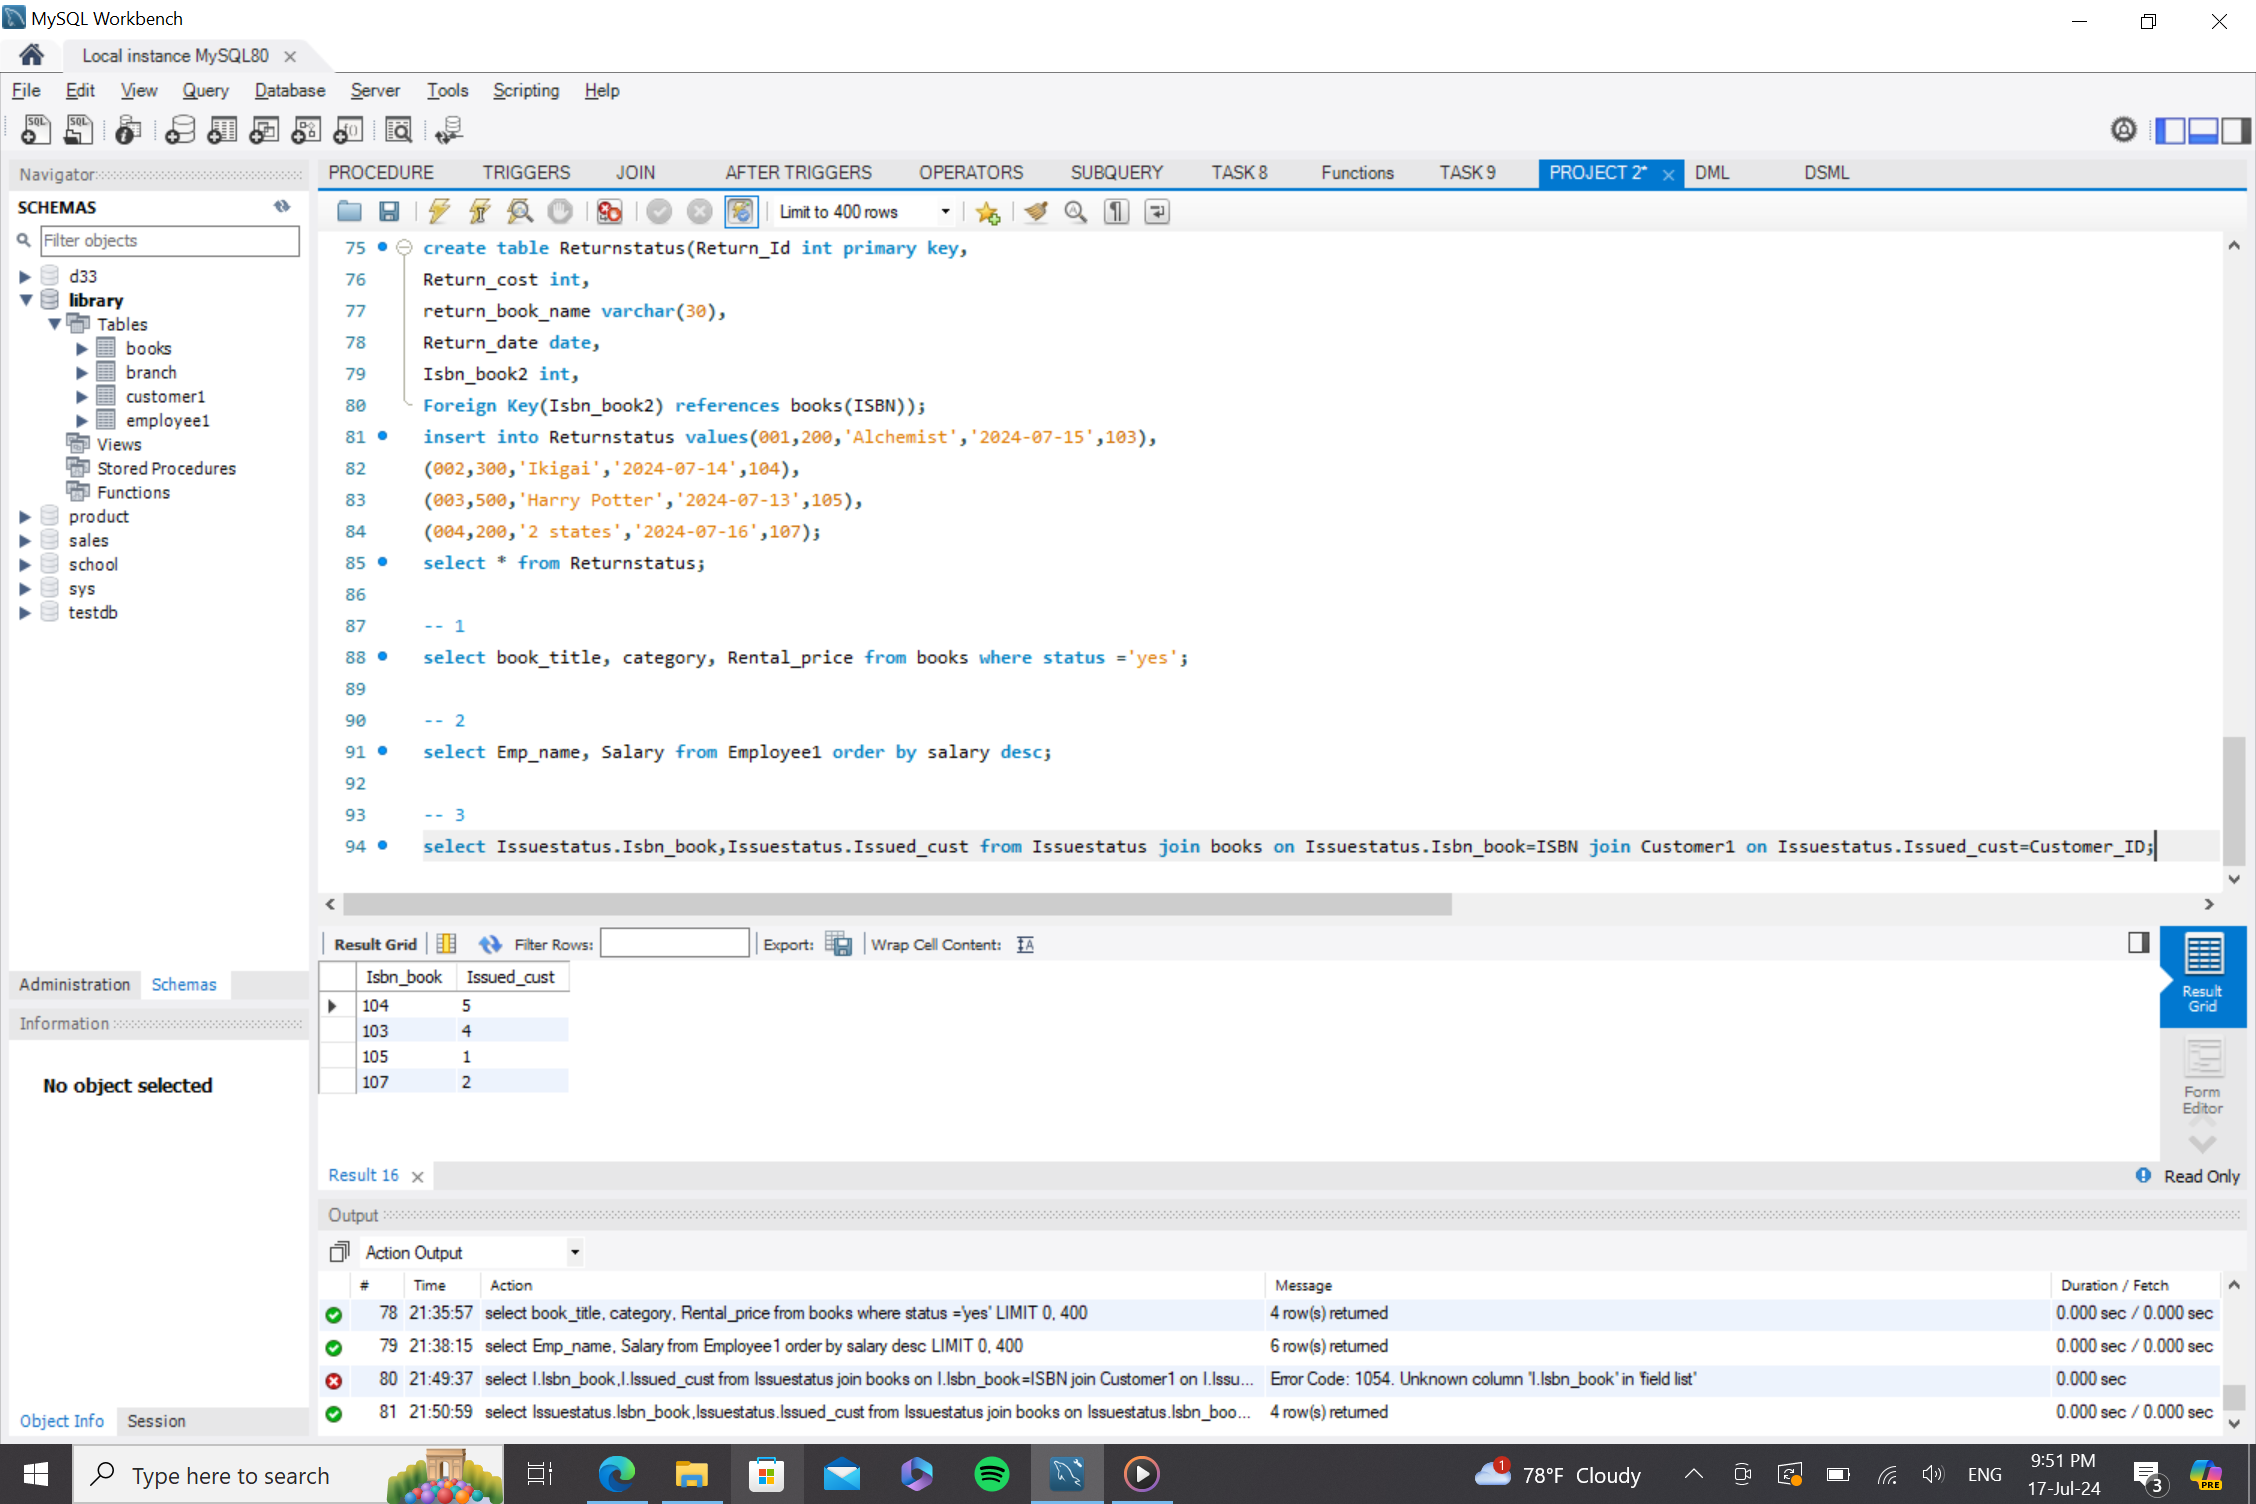 MySQL Workbench
Local instance MySQL80
File Edit View Query Database Server Tools Scripting Help
Navigator
SCHEMAS
Filter objects
d33
library
Tables
books
branch
customer1
employee1
Views
Stored Procedures
Functions
product
sales
school
sys
testdb
Administration Schemas
Information
No object selected
Object Info Session
PROCEDURE TRIGGERS JOIN AFTER TRIGGERS OPERATORS SUBQUERY TASK 8 Functions TASK 9 PROJECT 2* DML DSML
Limit to 400 rows
75 create table Returnstatus(Return_Id int primary key,
76 Return_cost int,
77 return_book_name varchar(30),
78 Return_date date,
79 Isbn_book2 int,
80 Foreign Key(Isbn_book2) references books(ISBN));
81 insert into Returnstatus values(001,200,'Alchemist','2024-07-15',103),
82 (002,300,'Ikigai','2024-07-14',104),
83 (003,500,'Harry Potter','2024-07-13',105),
84 (004,200,'2 states','2024-07-16',107);
85 select * from Returnstatus;
86
87 -- 1
88 select book_title, category, Rental_price from books where status ='yes';
89
90 -- 2
91 select Emp_name, Salary from Employee1 order by salary desc;
92
93 -- 3
94 select Issuestatus.Isbn_book,Issuestatus.Issued_cust from Issuestatus join books on Issuestatus.Isbn_book=ISBN join Customer1 on Issuestatus.Issued_cust=Customer_ID;
Result Grid Filter Rows: Export: Wrap Cell Content:
Isbn_book Issued_cust
104 5
103 4
105 1
107 2
Result Grid
Form Editor
Result 16
Read Only
Output
Action Output
# Time Action Message Duration / Fetch
78 21:35:57 select book_title, category, Rental_price from books where status ='yes' LIMIT 0, 400 4 row(s) returned 0.000 sec / 0.000 sec
79 21:38:15 select Emp_name, Salary from Employee1 order by salary desc LIMIT 0, 400 6 row(s) returned 0.000 sec / 0.000 sec
80 21:49:37 select I.Isbn_book,I.Issued_cust from Issuestatus join books on I.Isbn_book=ISBN join Customer1 on I.Issu... Error Code: 1054. Unknown column 'I.Isbn_book' in 'field list' 0.000 sec
81 21:50:59 select Issuestatus.Isbn_book,Issuestatus.Issued_cust from Issuestatus join books on Issuestatus.Isbn_boo... 4 row(s) returned 0.000 sec / 0.000 sec
Type here to search
1
78°F Cloudy
ENG
9:51 PM
17-Jul-24
3
PRE